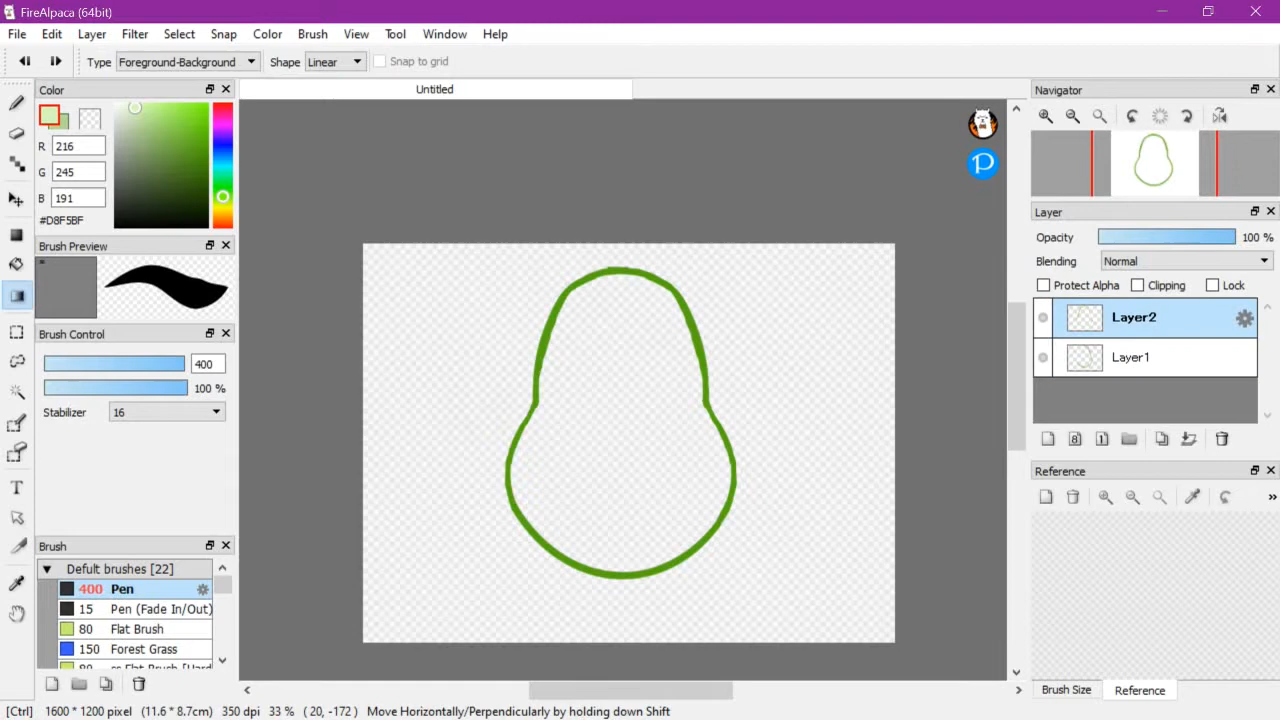 FireAlpaca (64bit)
File Edit Layer Filter Select Snap Color Brush View Tool Window Help
Type Foreground-Background Shape Linear Snap to grid
Color
Untitled
Navigator
R 216
G 245
B 191
#D8F5BF
Layer
Opacity 100 %
Brush Preview
Blending Normal
Protect Alpha Clipping Lock
Layer2
Brush Control
Layer1
400
100 %
Stabilizer 16
8 1
Reference
T
Brush
Defult brushes [22]
400 Pen
15 Pen (Fade In/Out)
80 Flat Brush
150 Forest Grass
Brush Size Reference
[Ctrl] 1600 * 1200 pixel (11.6 * 8.7cm) 350 dpi 33 % ( 20, -172 ) Move Horizontally/Perpendicularly by holding down Shift